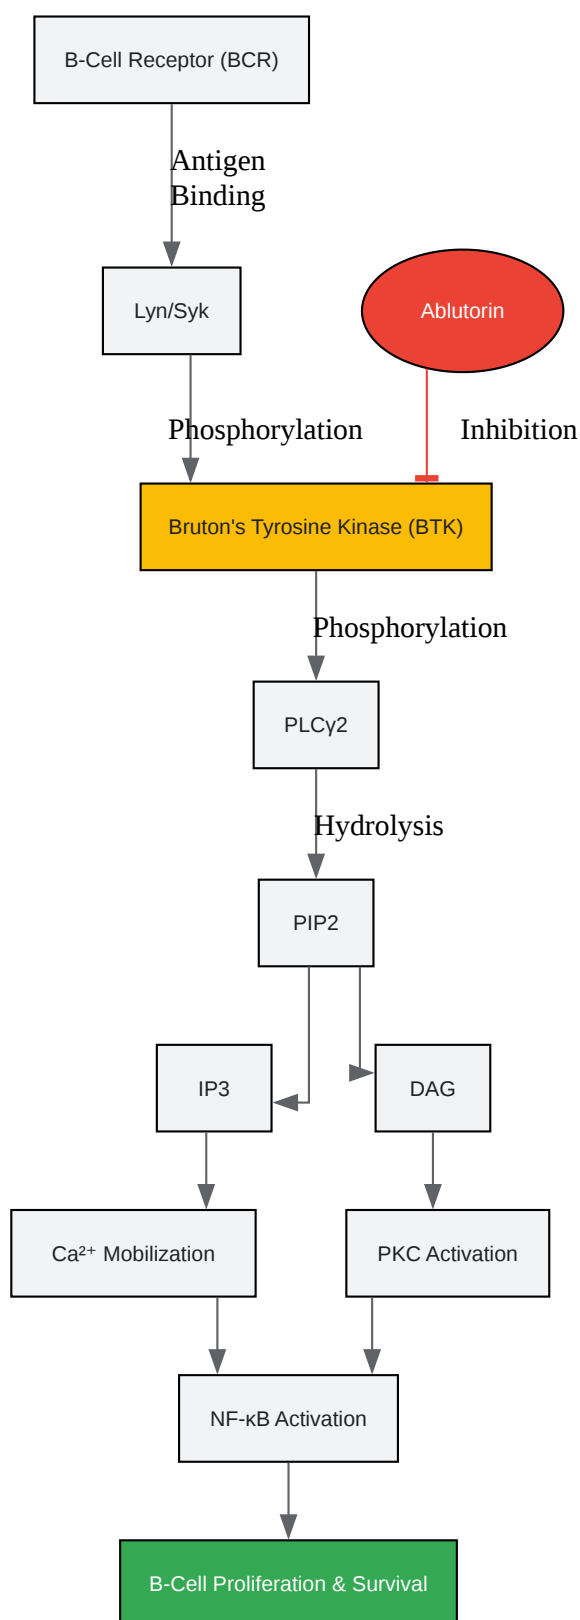 B-Cell Receptor (BCR)
Antigen
Binding
Lyn/Syk
Ablutorin
Phosphorylation
Inhibition
Bruton's Tyrosine Kinase (BTK)
Phosphorylation
PLCγ2
Hydrolysis
PIP2
IP3
DAG
Ca²⁺ Mobilization
PKC Activation
NF-κB Activation
B-Cell Proliferation & Survival